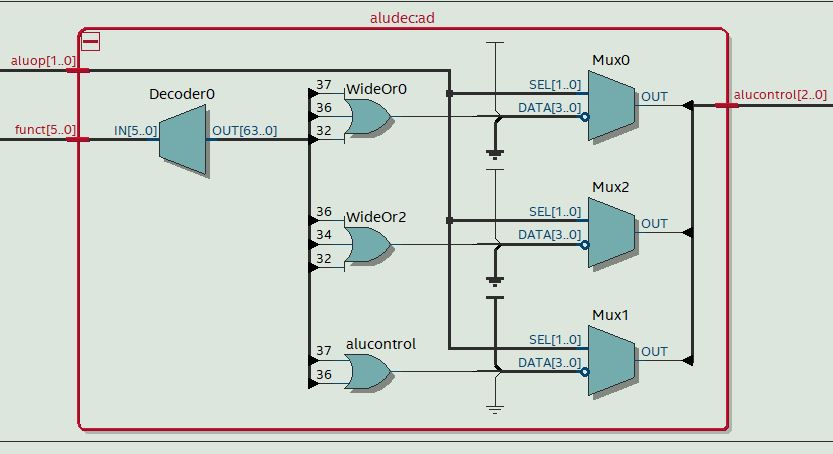 aludec:ad
aluop[1..0]
funct[5..0]
Decoder0
IN[5..0]
OUT[63..0]
37
36
32
WideOr0
36
34
32
WideOr2
37
36
alucontrol
Mux0
SEL[1..0]
DATA[3..0]
OUT
Mux2
SEL[1..0]
DATA[3..0]
OUT
Mux1
SEL[1..0]
DATA[3..0]
OUT
alucontrol[2..0]